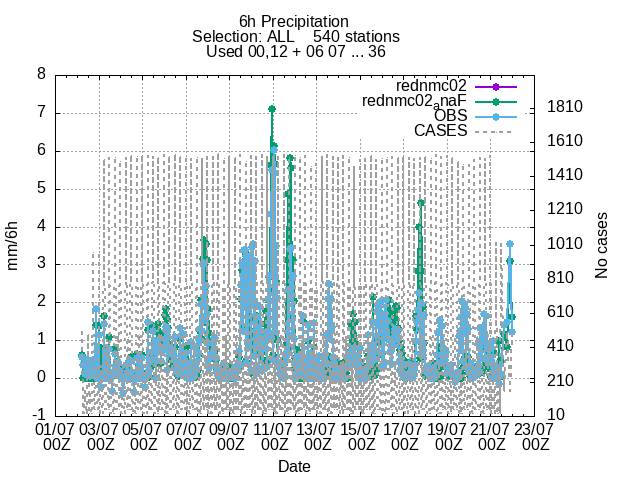 6h Precipitation
Selection: ALL 540 stations
Used 00,12 + 06 07 ... 36
rednmc02
rednmc02anaF
OBS
CASES
mm/6h
8
7
6
5
4
3
2
1
0
-1
1810
1610
1410
1210
1010
810
610
410
210
10
No cases
01/07 03/07 05/07 07/07 09/07 11/07 13/07 15/07 17/07 19/07 21/07 23/07
00Z 00Z 00Z 00Z 00Z 00Z 00Z 00Z 00Z 00Z 00Z 00Z
Date